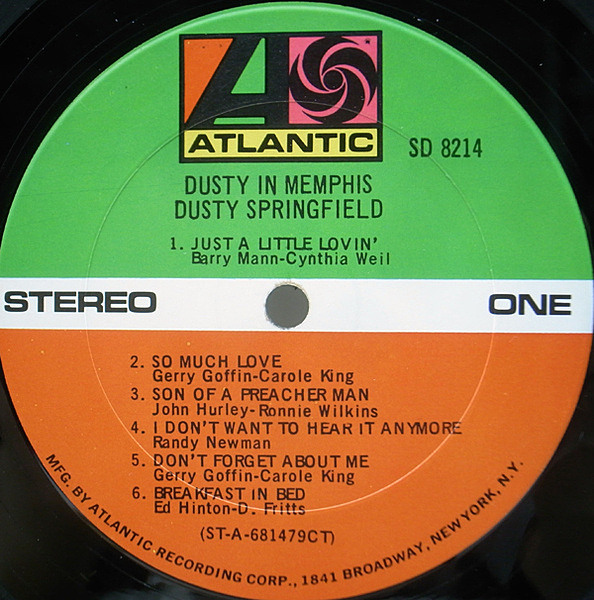 ATLANTIC
SD 8214
DUSTY IN MEMPHIS
DUSTY SPRINGFIELD
1. JUST A LITTLE LOVIN'
Barry Mann-Cynthia Weil
STEREO
ONE
2. SO MUCH LOVE
Gerry Goffin-Carole King
3. SON OF A PREACHER MAN
John Hurley-Ronnie Wilkins
4. I DON'T WANT TO HEAR IT ANYMORE
Randy Newman
5. DON'T FORGET ABOUT ME
Gerry Goffin-Carole King
6. BREAKFAST IN BED
Ed Hinton-D. Fritts
(ST-A-681479CT)
MFG. BY ATLANTIC RECORDING CORP., 1841 BROADWAY, NEW YORK, N.Y.